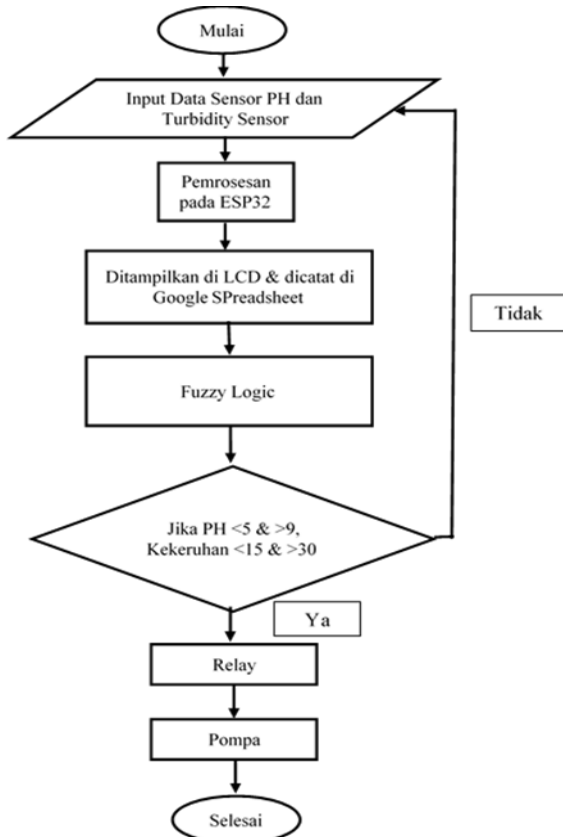 Mulai
Input Data Sensor PH dan
Turbidity Sensor
Pemrosesan
pada ESP32
Ditampilkan di LCD & dicatat di
Google SPreadsheet
Tidak
Fuzzy Logic
Jika PH <5 & >9,
Kekeruhan <15 & >30
Ya
Relay
Pompa
Selesai